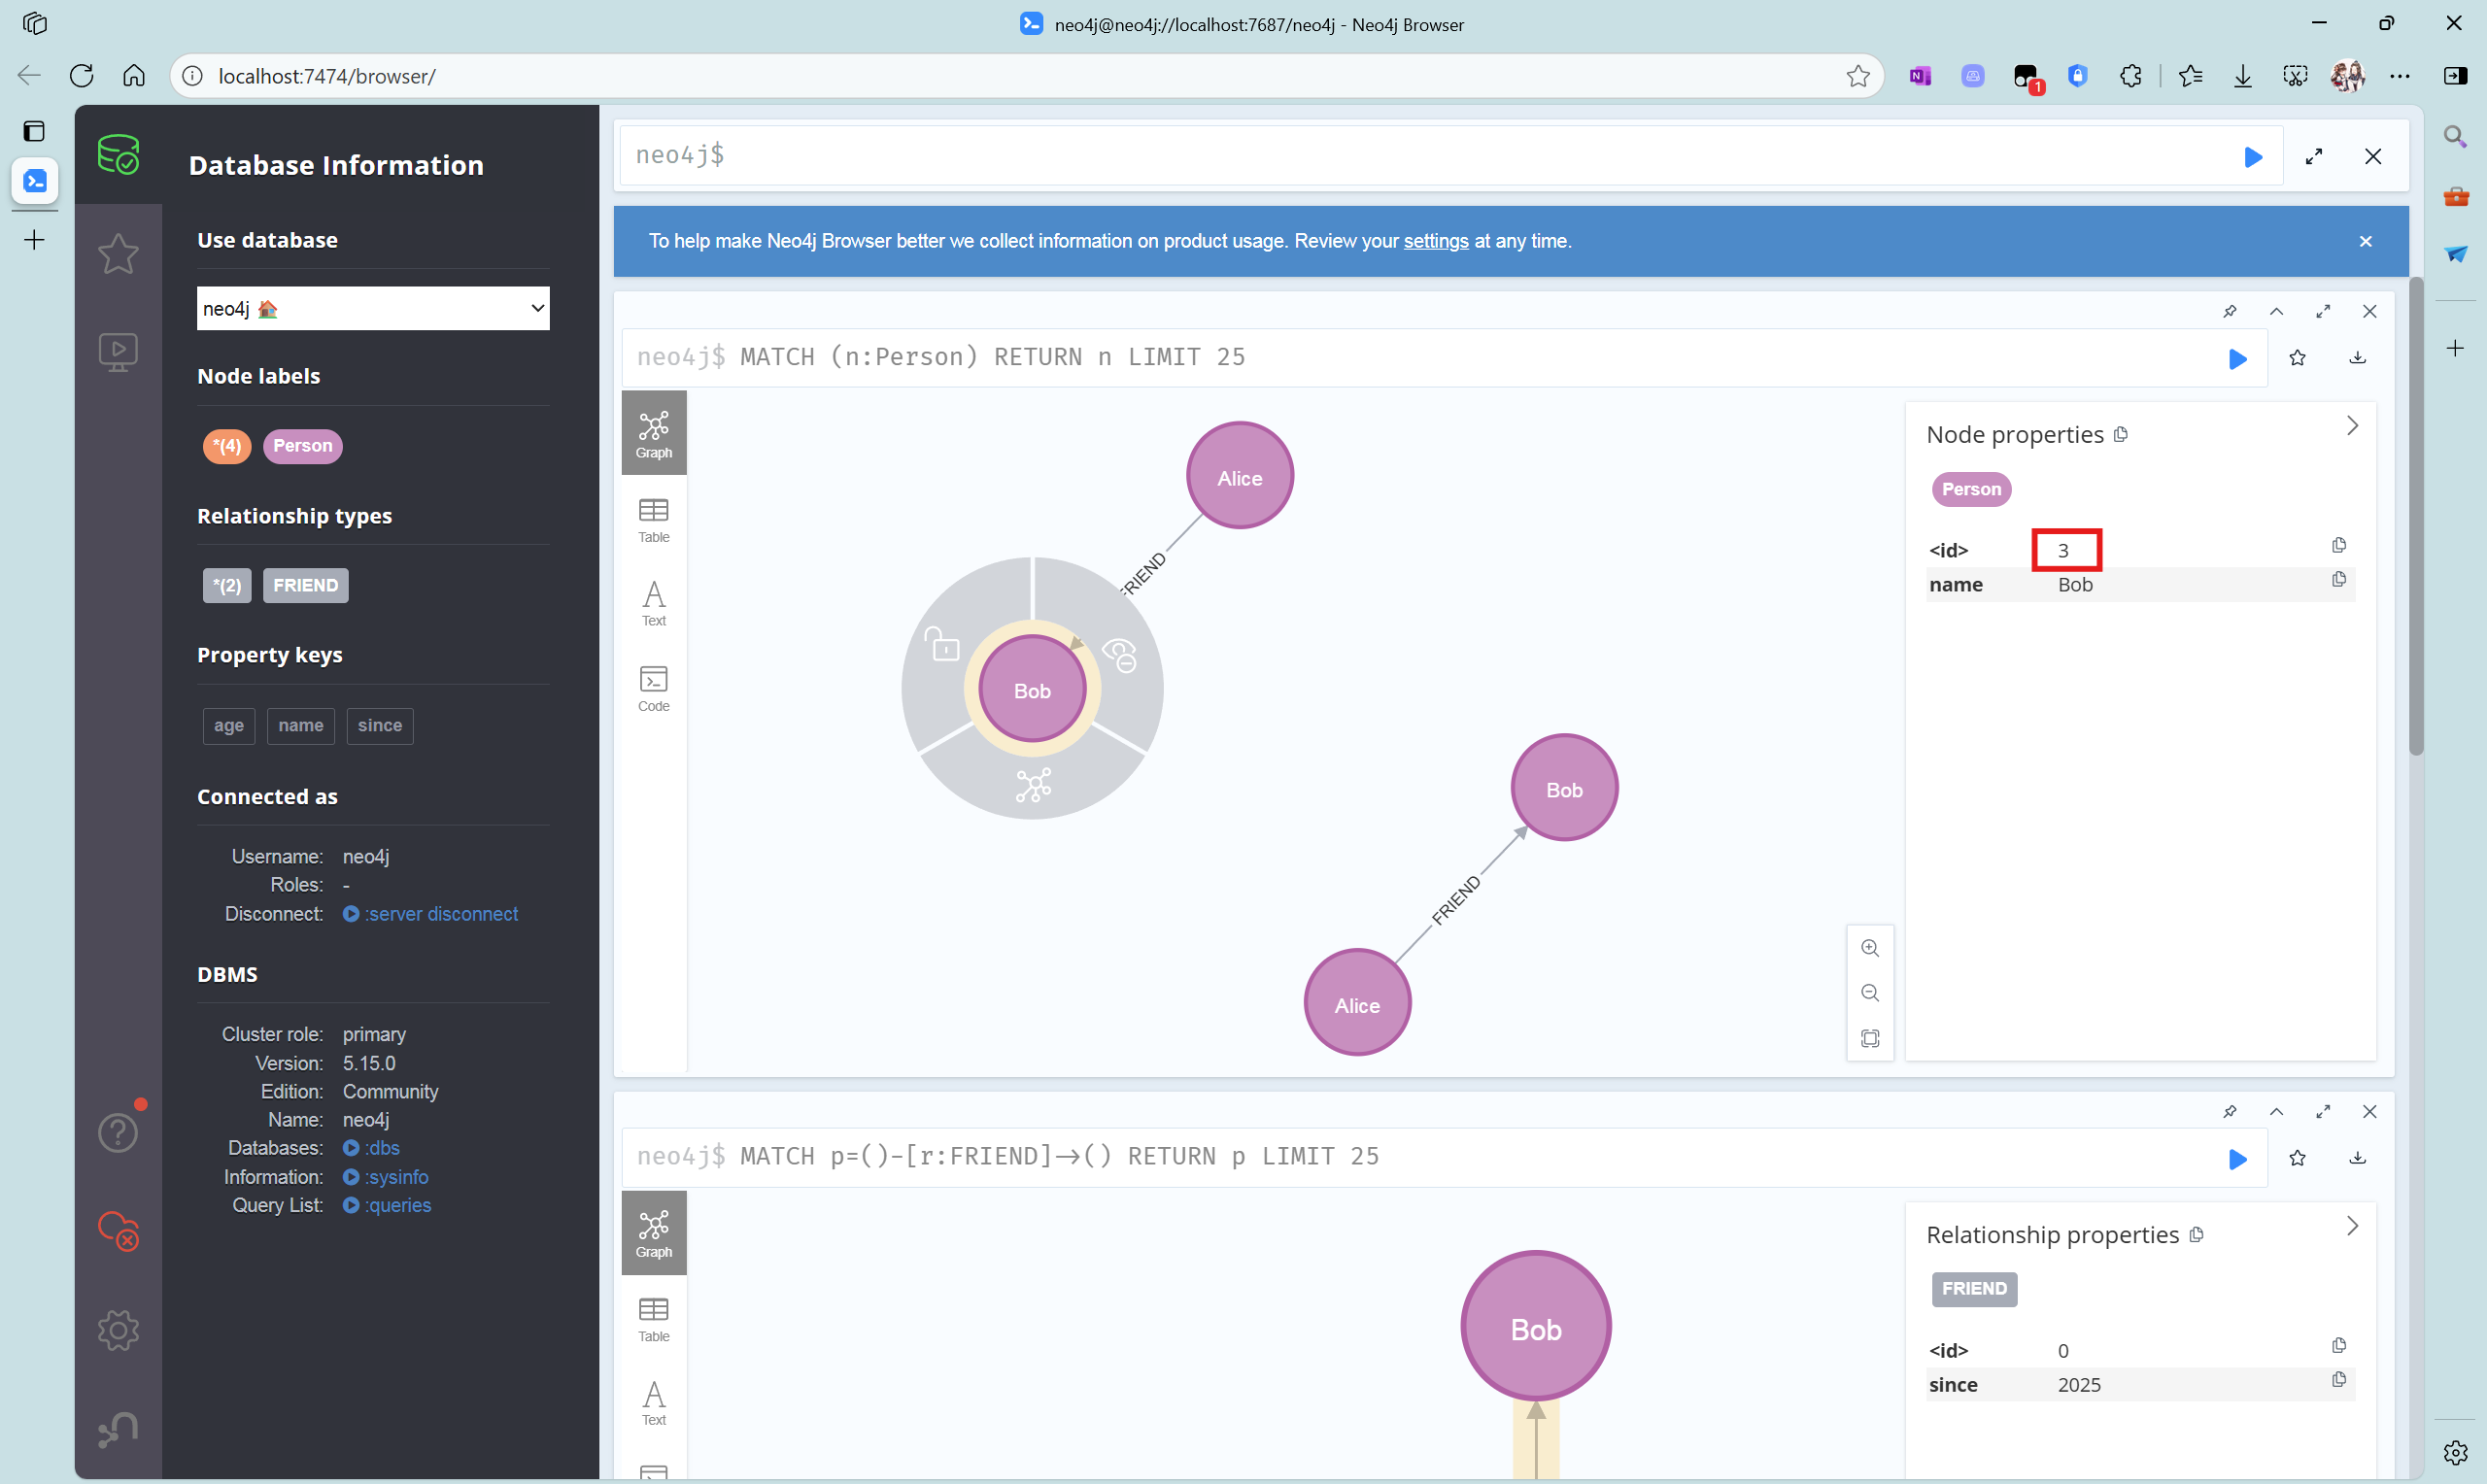 neo4j@neo4j://localhost:7687/neo4j - Neo4j Browser
localhost:7474/browser/
1
Database Information
Use database
neo4j
Node labels
*(4) Person
Relationship types
*(2) FRIEND
Property keys
age name since
Connected as
Username: neo4j
Roles: -
Disconnect: :server disconnect
DBMS
Cluster role: primary
Version: 5.15.0
Edition: Community
Name: neo4j
Databases: :dbs
Information: :sysinfo
Query List: :queries
neo4j$
To help make Neo4j Browser better we collect information on product usage. Review your settings at any time.
neo4j$ MATCH (n:Person) RETURN n LIMIT 25
Graph
Table
Text
Code
Alice
FRIEND
Bob
Bob
FRIEND
Alice
Node properties
Person
<id> 3
name Bob
neo4j$ MATCH p=()-[r:FRIEND]->() RETURN p LIMIT 25
Graph
Table
Text
Bob
Relationship properties
FRIEND
<id> 0
since 2025